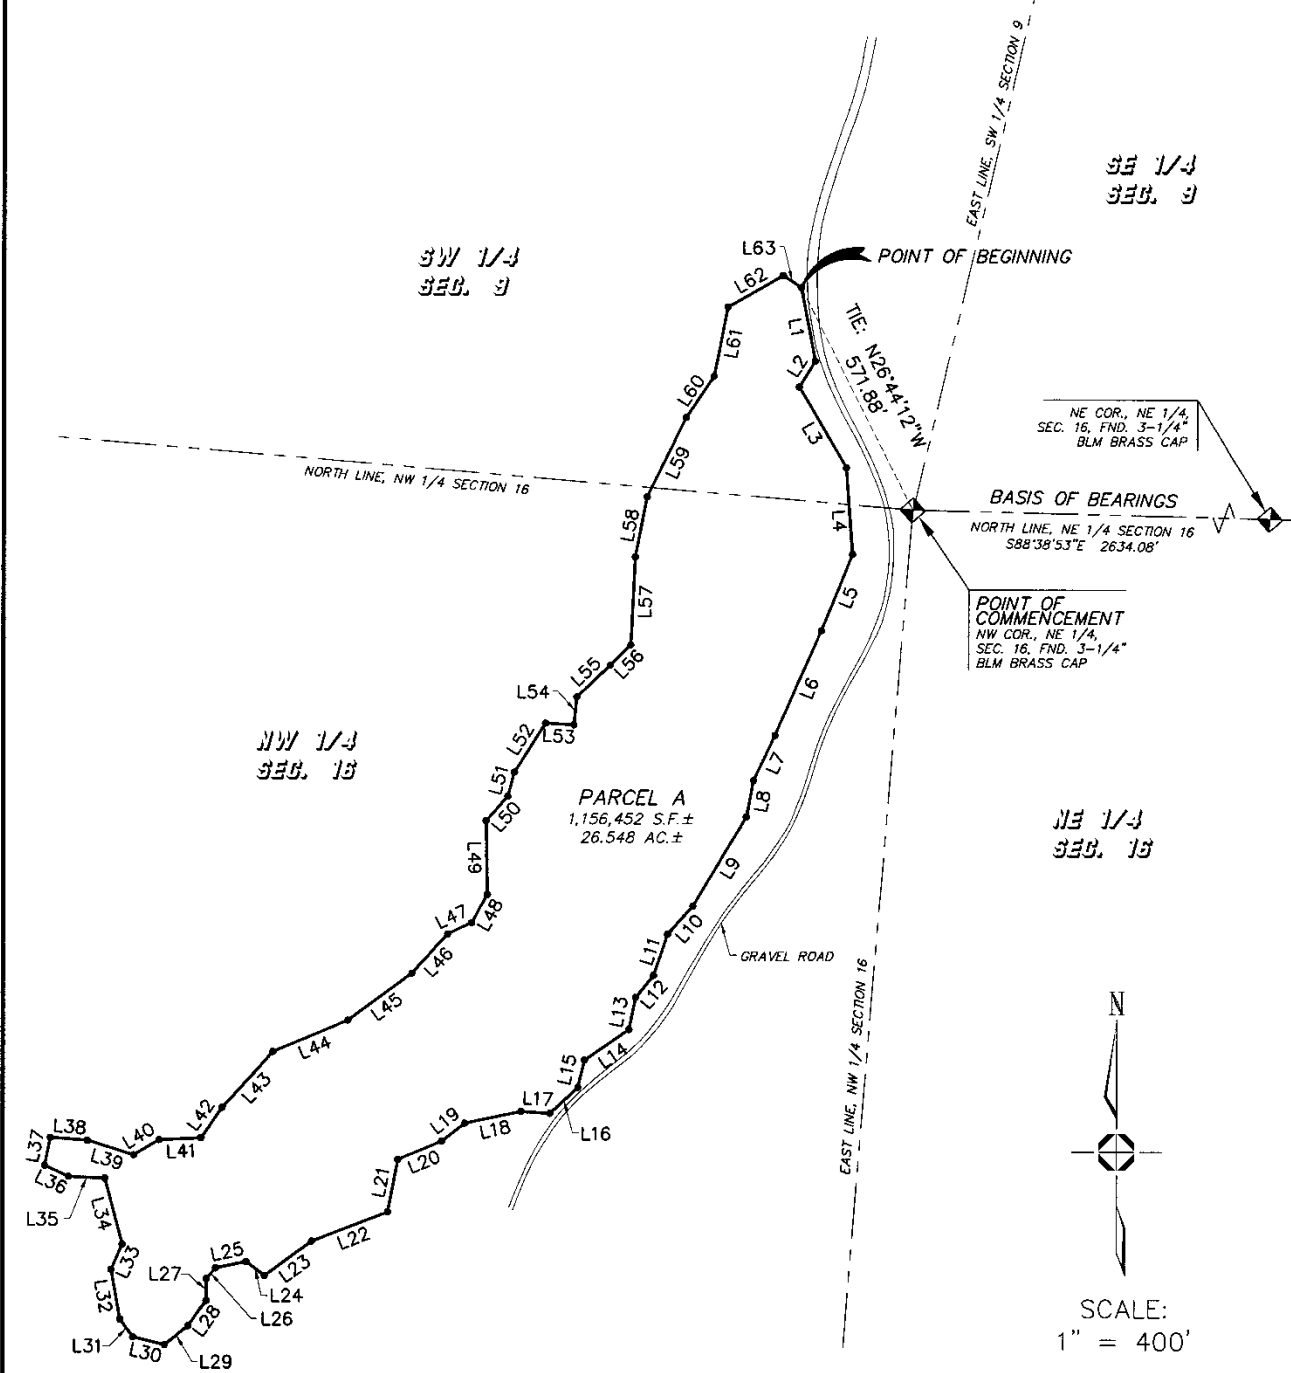 EAST LINE, SW 1/4 SECTION 9
SE 1/4
SEC. 9
SW 1/4
SEC. 9
L63
POINT OF BEGINNING
L62
L61
L1
L2
TIE: N26°44'12"W
571.88'
L60
L3
NE COR., NE 1/4,
SEC. 16, FND. 3-1/4"
BLM BRASS CAP
NORTH LINE, NW 1/4 SECTION 16
L59
BASIS OF BEARINGS
NORTH LINE, NE 1/4 SECTION 16
S88°38'53"E 2634.08'
L58
L4
L57
L5
POINT OF
COMMENCEMENT
NW COR., NE 1/4,
SEC. 16, FND. 3-1/4"
BLM BRASS CAP
L56
L55
L54
L53
L52
L6
NW 1/4
SEC. 16
L51
L7
L50
L8
PARCEL A
1,156,452 S.F.±
26.548 AC.±
NE 1/4
SEC. 16
L49
L9
L48
L47
L10
L46
L11
GRAVEL ROAD
L12
L45
L13
L44
L14
L43
L15
EAST LINE, NW 1/4 SECTION 16
N
L42
L17
L16
L19
L18
L41
L40
L20
L37
L38
L39
L36
L35
L34
L21
L22
L33
L25
L23
L27
L24
L26
L32
L28
L31
L30
L29
SCALE:
1" = 400'